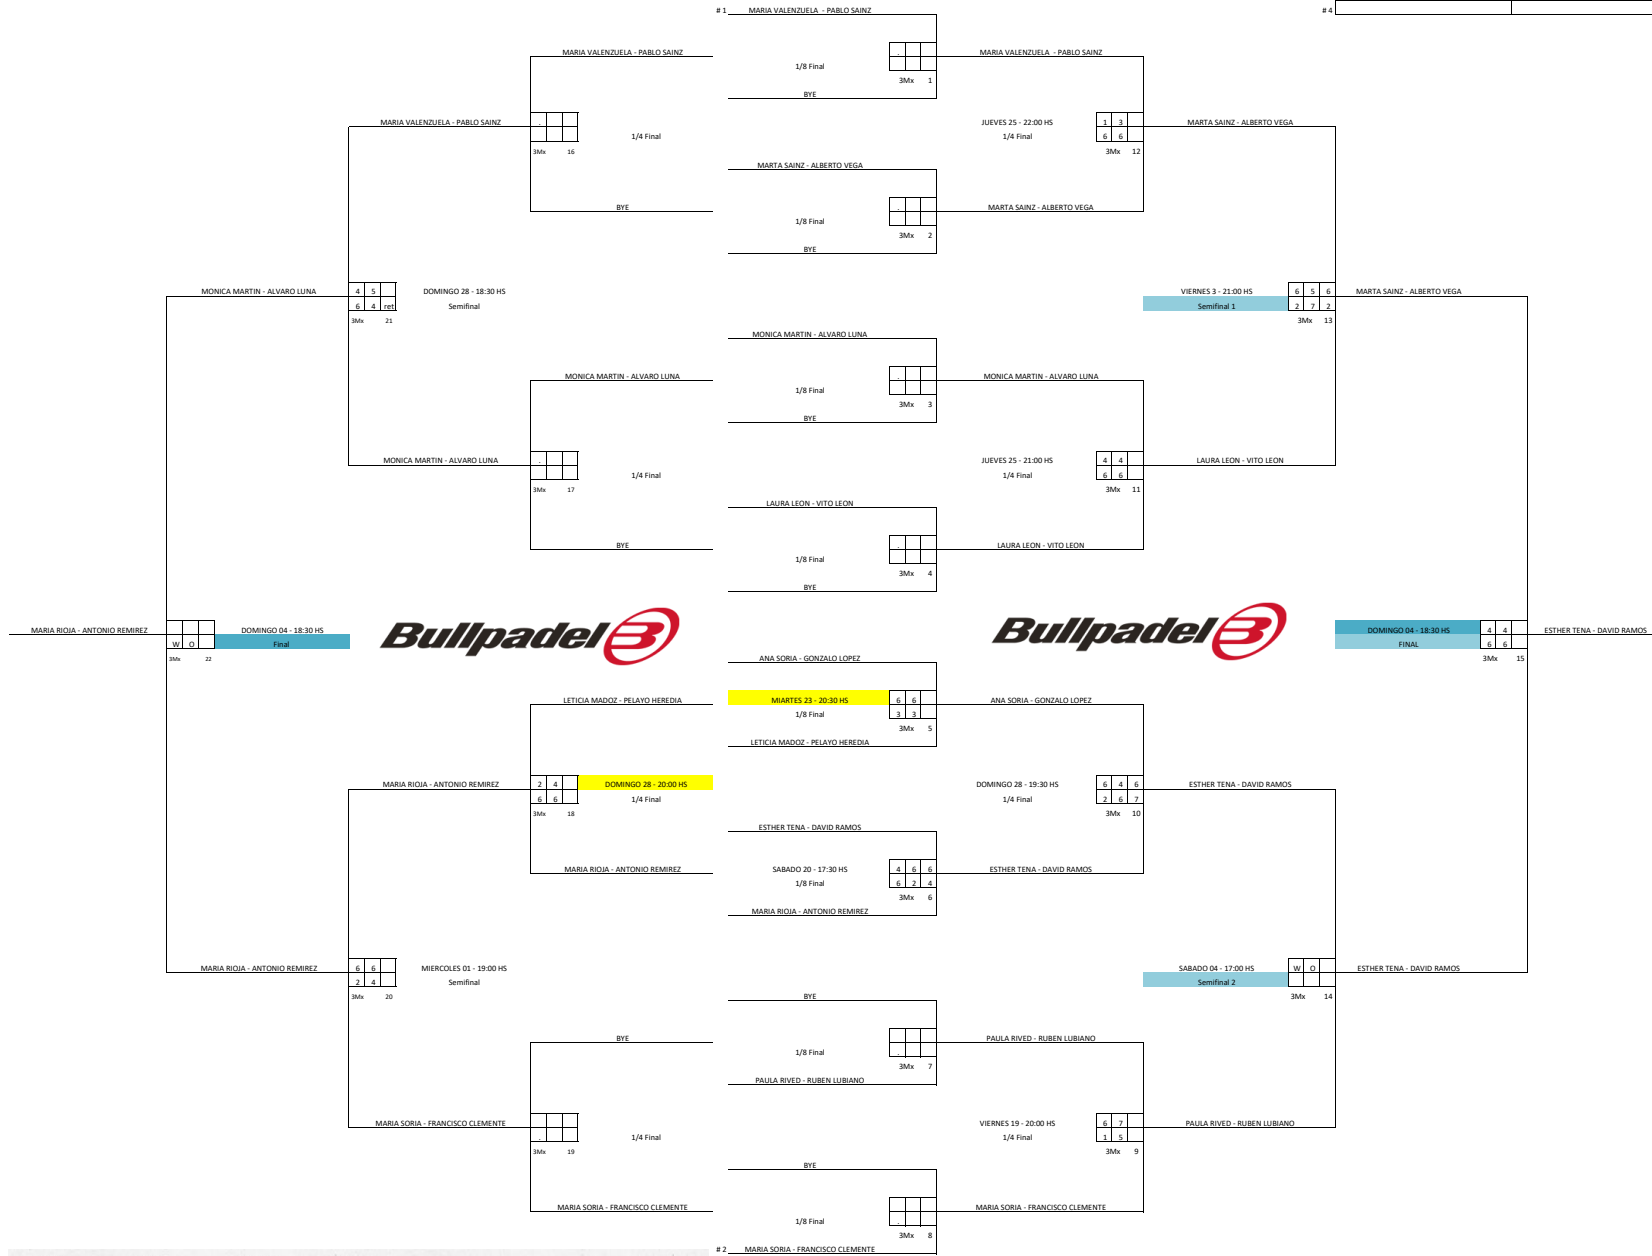 # 1 MARIA VALENZUELA - PABLO SAINZ # 4
MARIA VALENZUELA - PABLO SAINZ . MARIA VALENZUELA - PABLO SAINZ
1/8 Final
3Mx 1
BYE
MARIA VALENZUELA - PABLO SAINZ . JUEVES 25 - 22:00 HS 1 3 MARTA SAINZ - ALBERTO VEGA
1/4 Final 1/4 Final 6 6
3Mx 16 3Mx 12
MARTA SAINZ - ALBERTO VEGA
BYE . MARTA SAINZ - ALBERTO VEGA
1/8 Final
3Mx 2
BYE
MONICA MARTIN - ALVARO LUNA 4 5 DOMINGO 28 - 18:30 HS VIERNES 3 - 21:00 HS 6 5 6 MARTA SAINZ - ALBERTO VEGA
6 4 ret Semifinal Semifinal 1 2 7 2
3Mx 21 3Mx 13
MONICA MARTIN - ALVARO LUNA
MONICA MARTIN - ALVARO LUNA . MONICA MARTIN - ALVARO LUNA
1/8 Final
3Mx 3
BYE
MONICA MARTIN - ALVARO LUNA . JUEVES 25 - 21:00 HS 4 4 LAURA LEON - VITO LEON
1/4 Final 1/4 Final 6 6
3Mx 17 3Mx 11
LAURA LEON - VITO LEON
BYE . LAURA LEON - VITO LEON
1/8 Final
3Mx 4
BYE
MARIA RIOJA - ANTONIO REMIREZ DOMINGO 04 - 18:30 HS Bullpadel Bullpadel DOMINGO 04 - 18:30 HS 4 4 ESTHER TENA - DAVID RAMOS
W O Final FINAL 6 6
3Mx 22 ANA SORIA - GONZALO LOPEZ 3Mx 15
LETICIA MADOZ - PELAYO HEREDIA MIARTES 23 - 20:30 HS 6 6 ANA SORIA - GONZALO LOPEZ
1/8 Final 3 3
3Mx 5
LETICIA MADOZ - PELAYO HEREDIA
MARIA RIOJA - ANTONIO REMIREZ 2 4 DOMINGO 28 - 20:00 HS DOMINGO 28 - 19:30 HS 6 4 6 ESTHER TENA - DAVID RAMOS
6 6 1/4 Final 1/4 Final 2 6 7
3Mx 18 3Mx 10
ESTHER TENA - DAVID RAMOS
MARIA RIOJA - ANTONIO REMIREZ SABADO 20 - 17:30 HS 4 6 6 ESTHER TENA - DAVID RAMOS
1/8 Final 6 2 4
3Mx 6
MARIA RIOJA - ANTONIO REMIREZ
MARIA RIOJA - ANTONIO REMIREZ 6 6 MIERCOLES 01 - 19:00 HS SABADO 04 - 17:00 HS W O ESTHER TENA - DAVID RAMOS
2 4 Semifinal Semifinal 2
3Mx 20 BYE 3Mx 14
BYE PAULA RIVED - RUBEN LUBIANO
1/8 Final .
3Mx 7
PAULA RIVED - RUBEN LUBIANO
MARIA SORIA - FRANCISCO CLEMENTE VIERNES 19 - 20:00 HS 6 7 PAULA RIVED - RUBEN LUBIANO
. 1/4 Final 1/4 Final 1 5
3Mx 19 3Mx 9
BYE
MARIA SORIA - FRANCISCO CLEMENTE MARIA SORIA - FRANCISCO CLEMENTE
1/8 Final .
3Mx 8
# 2 MARIA SORIA - FRANCISCO CLEMENTE